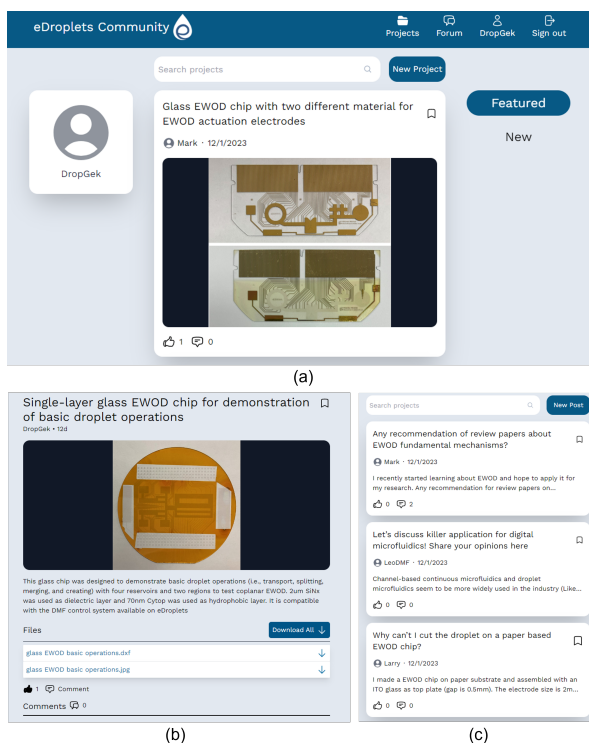 eDroplets Community
Projects Forum DropGek Sign out
Search projects
New Project
DropGek
Glass EWOD chip with two different material for
EWOD actuation electrodes
Mark · 12/1/2023
1 0
Featured
New
(a)
Single-layer glass EWOD chip for demonstration
of basic droplet operations
DropGek • 12d
This glass chip was designed to demonstrate basic droplet operations (i.e., transport, splitting,
merging, and creating) with four reservoirs and two regions to test coplanar EWOD. 2um SiNx
was used as dielectric layer and 70nm Cytop was used as hydrophobic layer. It is compatible
with the DMF control system available on eDroplets
Files
Download All
glass EWOD basic operations.dxf
glass EWOD basic operations.jpg
1 Comment
Comments 0
(b)
Search projects
New Post
Any recommendation of review papers about
EWOD fundamental mechanisms?
Mark · 12/1/2023
I recently started learning about EWOD and hope to apply it for
my research. Any recommendation for review papers on...
0 2
Let's discuss killer application for digital
microfluidics! Share your opinions here
LeoDMF · 12/1/2023
Channel-based continuous microfluidics and droplet
microfluidics seem to be more widely used in the industry (Like...
0 0
Why can't I cut the droplet on a paper based
EWOD chip?
Larry · 12/1/2023
I made a EWOD chip on paper substrate and assembled with an
ITO glass as top plate (gap is 0.5mm). The electrode size is 2m...
0 0
(c)